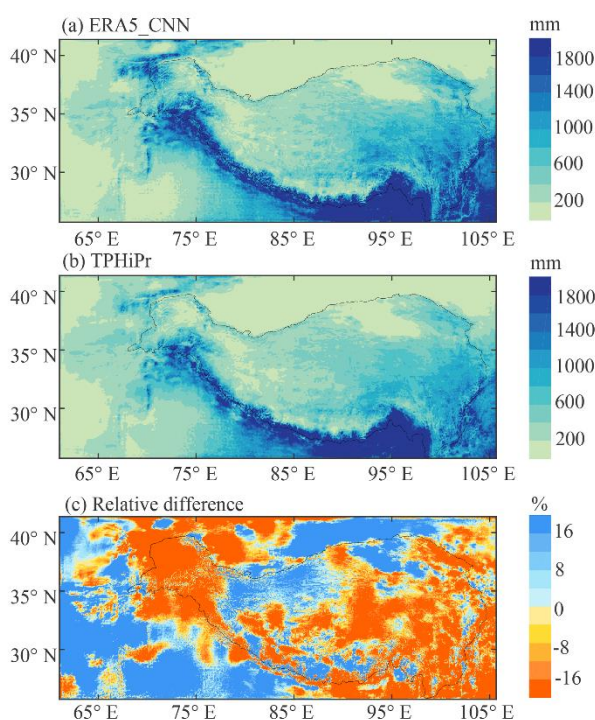 (a) ERA5_CNN
mm
40° N
35° N
30° N
1800
1400
1000
600
200
65° E 75° E 85° E 95° E 105° E
(b) TPHiPr
mm
40° N
35° N
30° N
1800
1400
1000
600
200
65° E 75° E 85° E 95° E 105° E
(c) Relative difference
%
40° N
35° N
30° N
16
8
0
-8
-16
65° E 75° E 85° E 95° E 105° E